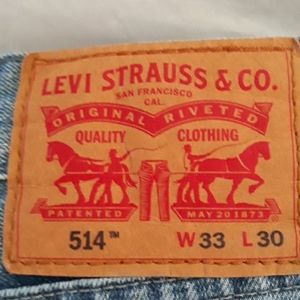 LEVI STRAUSS & CO.
SAN FRANCISCO
CAL.
ORIGINAL RIVETED
QUALITY CLOTHING
PATENTED MAY 20 1873
514™ W 33 L 30